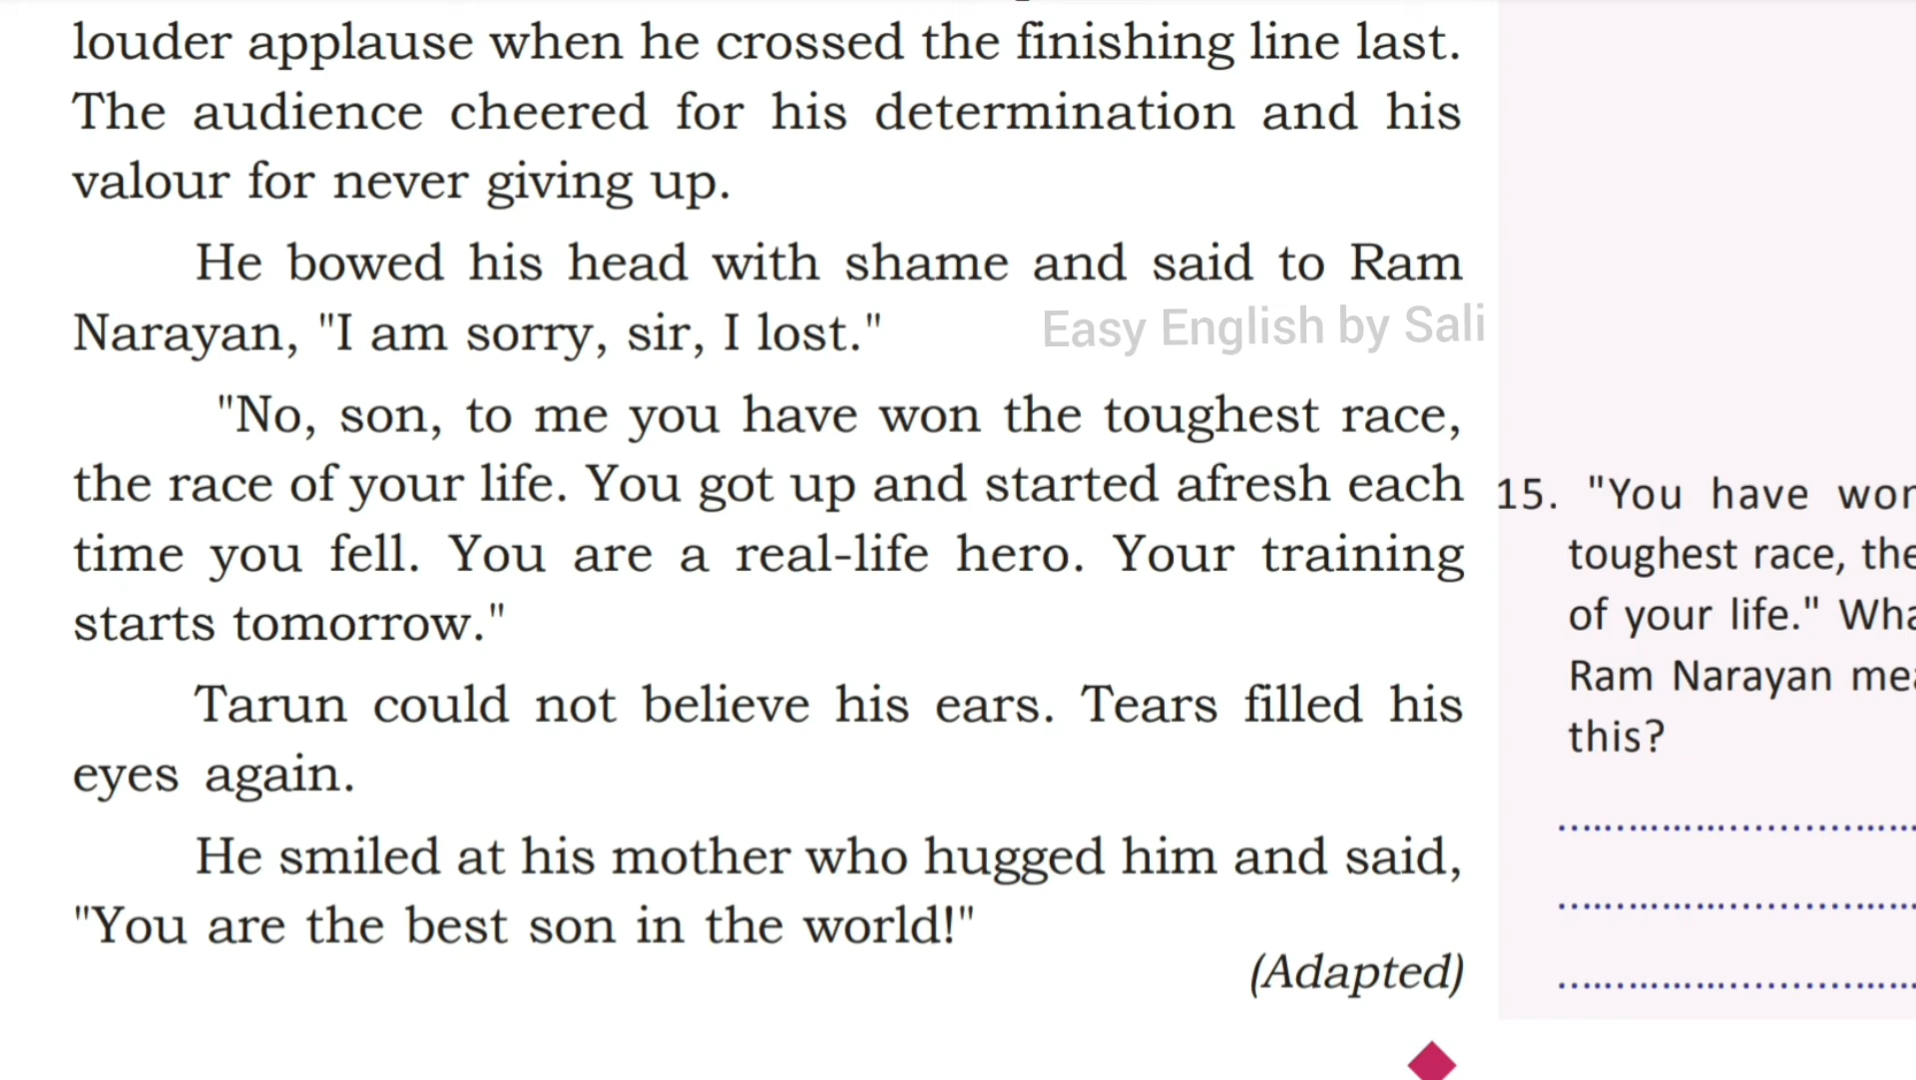 louder applause when he crossed the finishing line last.
The audience cheered for his determination and his
valour for never giving up.
He bowed his head with shame and said to Ram
Narayan, "I am sorry, sir, I lost."
Easy English by Sali
"No, son, to me you have won the toughest race,
the race of your life. You got up and started afresh each
time you fell. You are a real-life hero. Your training
starts tomorrow."
Tarun could not believe his ears. Tears filled his
eyes again.
He smiled at his mother who hugged him and said,
"You are the best son in the world!"
(Adapted)
15. "You have
toughest race,
of your life."
Ram Narayan
this?